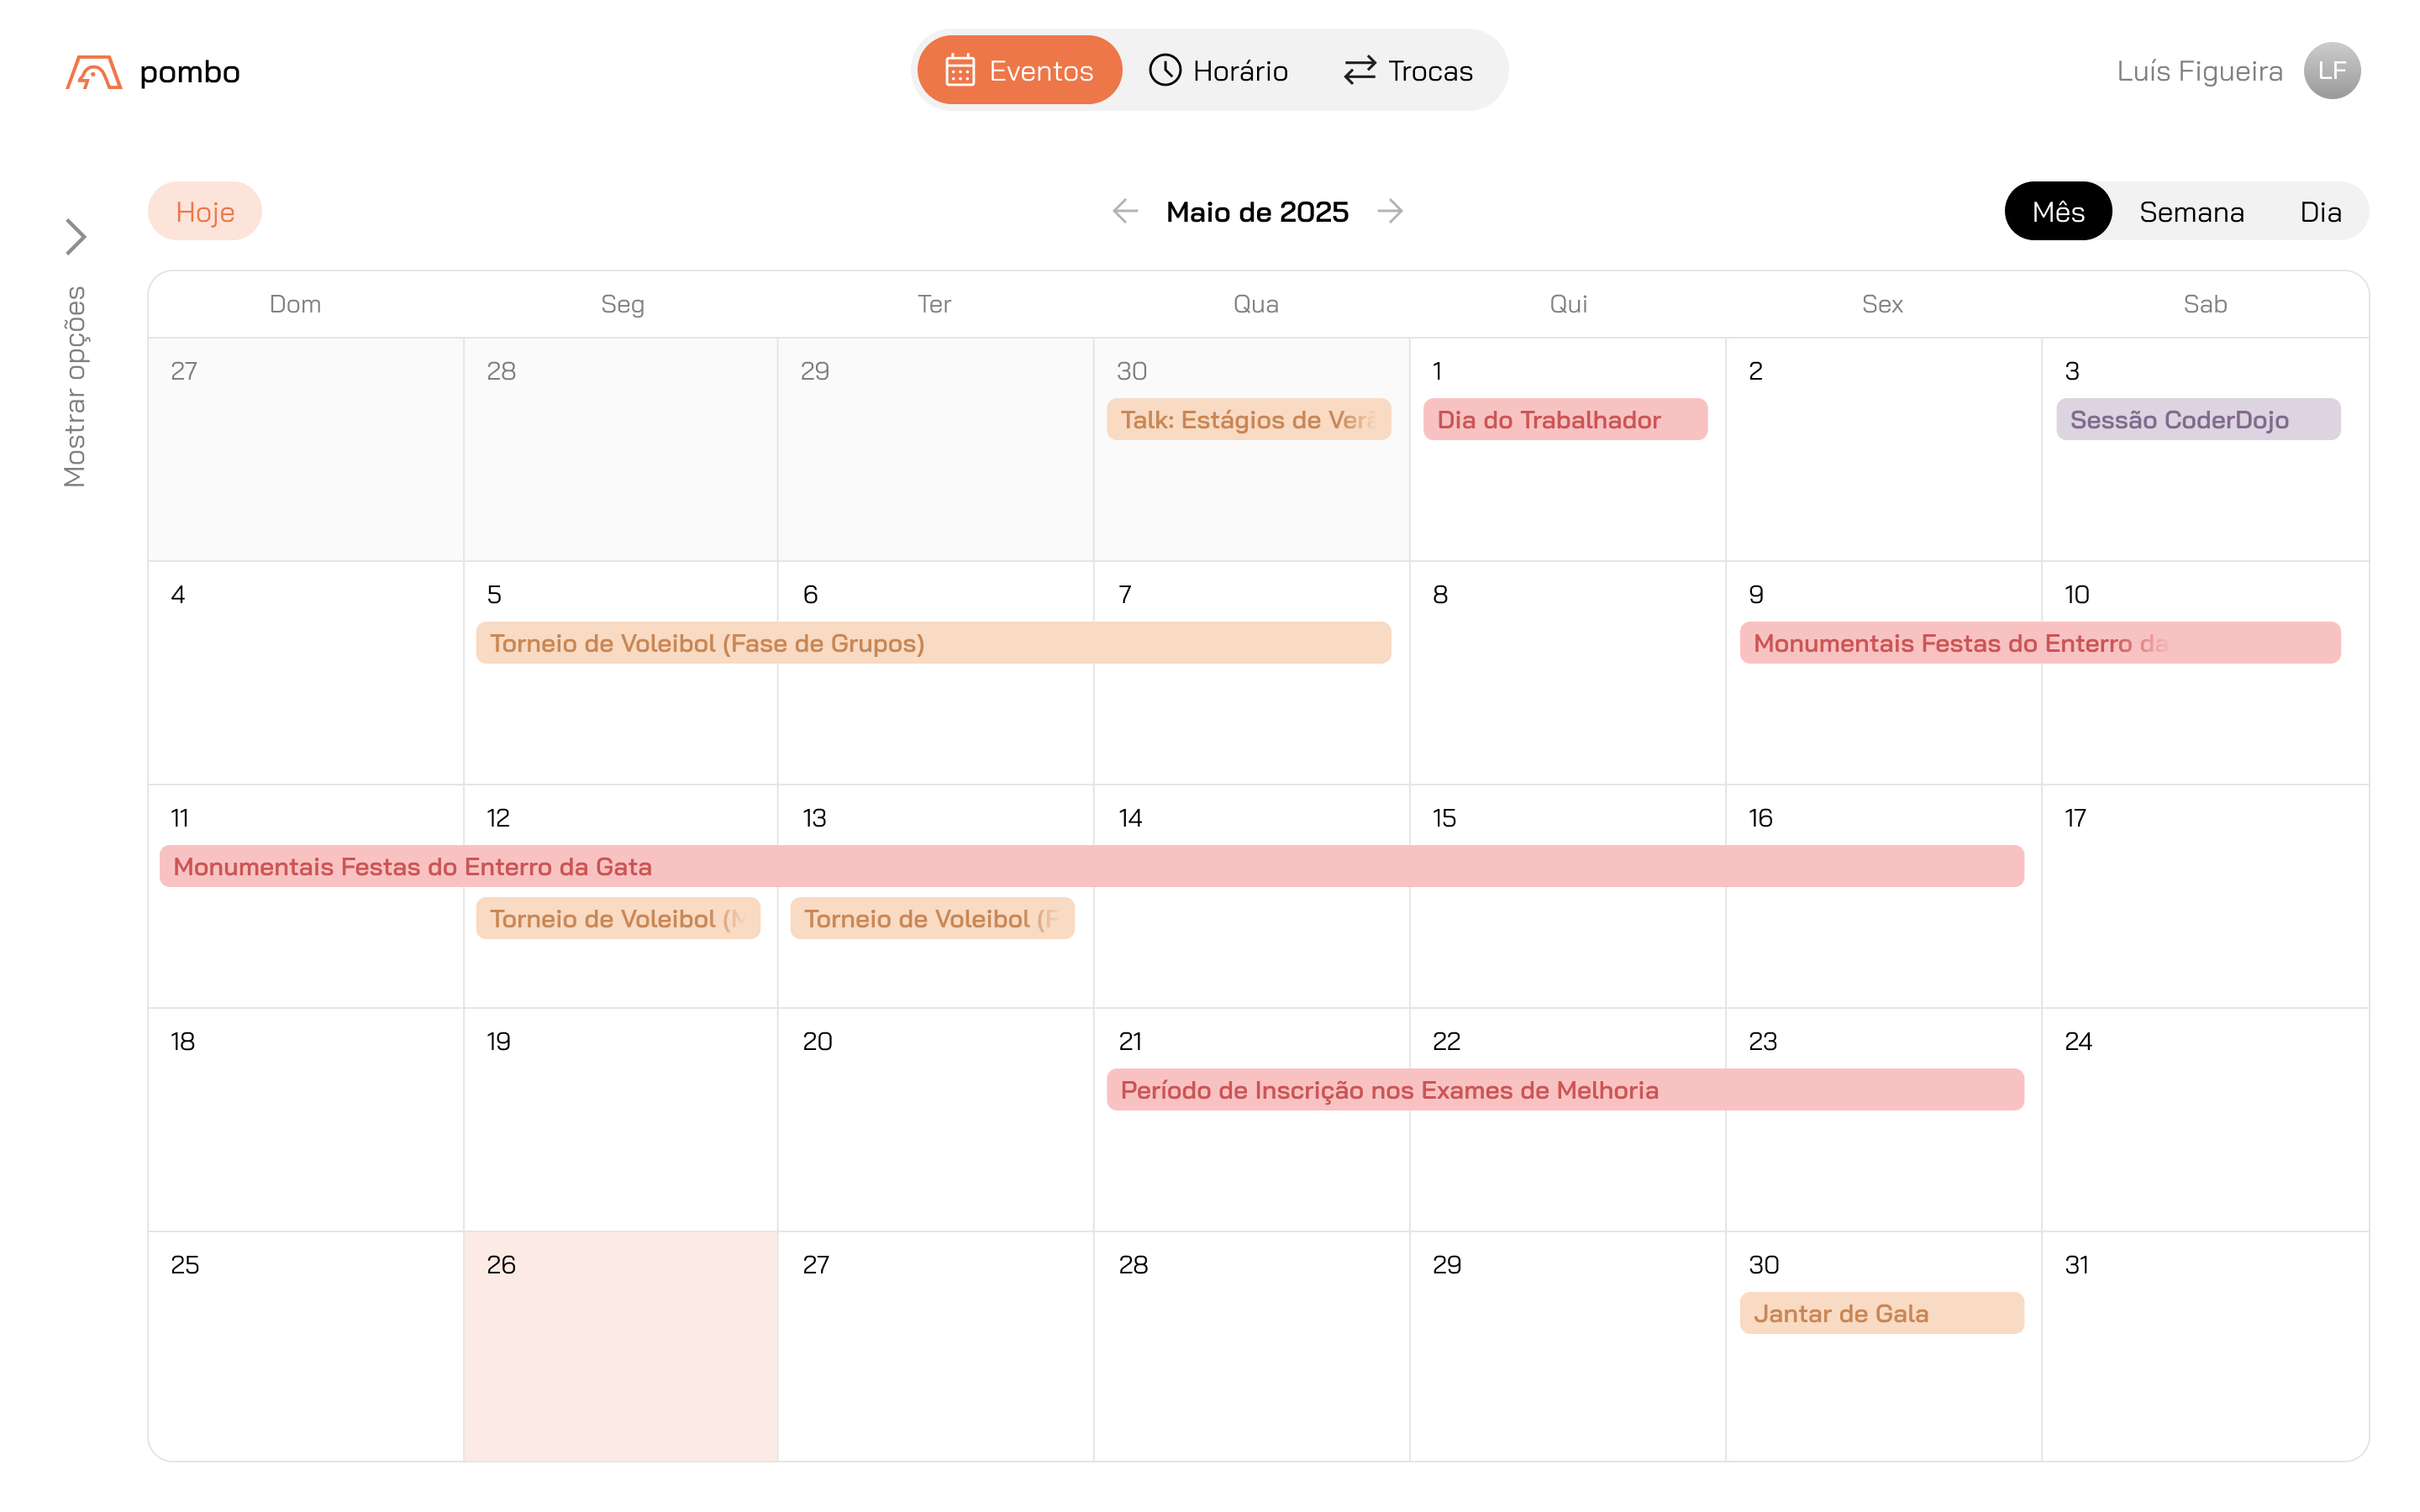 pombo
Eventos
Horário
Trocas
Luís Figueira
LF
Hoje
Maio de 2025
Mês
Semana
Dia
Mostrar opções
Dom
Seg
Ter
Qua
Qui
Sex
Sab
27
28
29
30
Talk: Estágios de Verã
1
Dia do Trabalhador
2
3
Sessão CoderDojo
4
5
6
7
Torneio de Voleibol (Fase de Grupos)
8
9
10
Monumentais Festas do Enterro da
11
12
13
14
15
16
17
Monumentais Festas do Enterro da Gata
Torneio de Voleibol (M
Torneio de Voleibol (F
18
19
20
21
22
23
24
Período de Inscrição nos Exames de Melhoria
25
26
27
28
29
30
Jantar de Gala
31